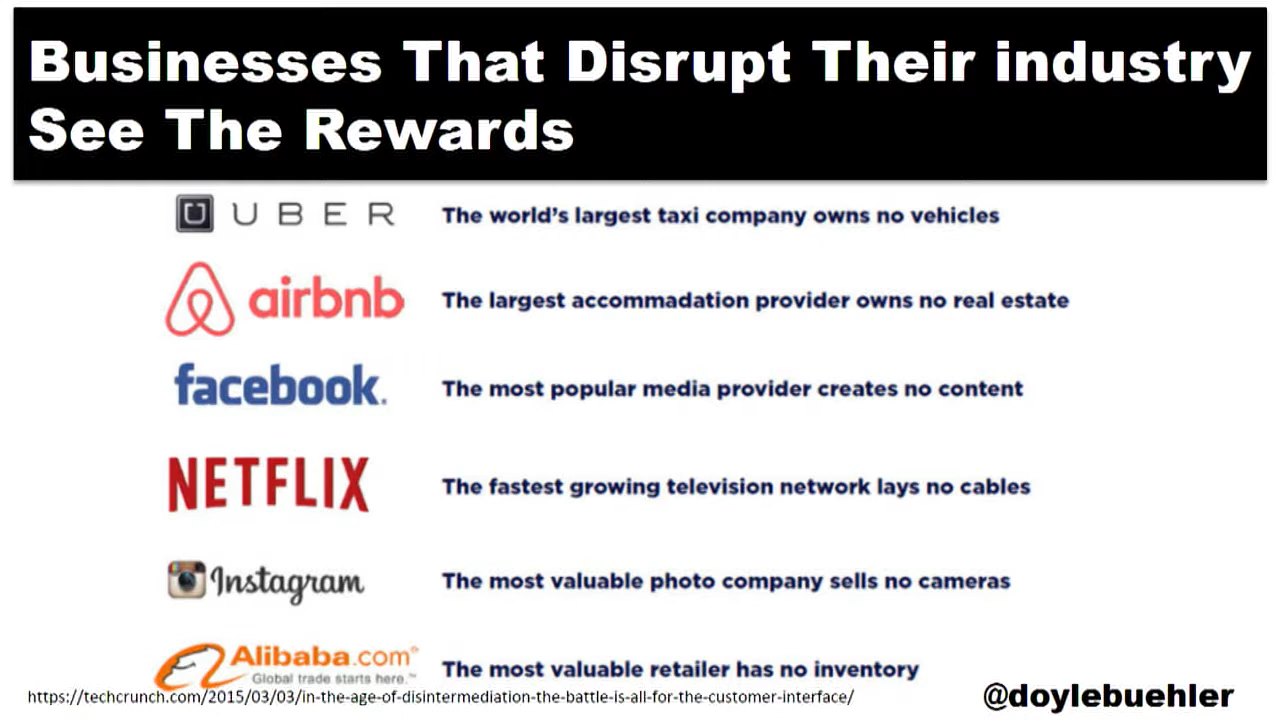 Businesses That Disrupt Their industry
See The Rewards
UBER The world's largest taxi company owns no vehicles
airbnb The largest accommadation provider owns no real estate
facebook. The most popular media provider creates no content
NETFLIX The fastest growing television network lays no cables
Instagram The most valuable photo company sells no cameras
Alibaba.com® The most valuable retailer has no inventory
Global trade starts here.™
https://techcrunch.com/2015/03/03/in-the-age-of-disintermediation-the-battle-is-all-for-the-customer-interface/
@doylebuehler